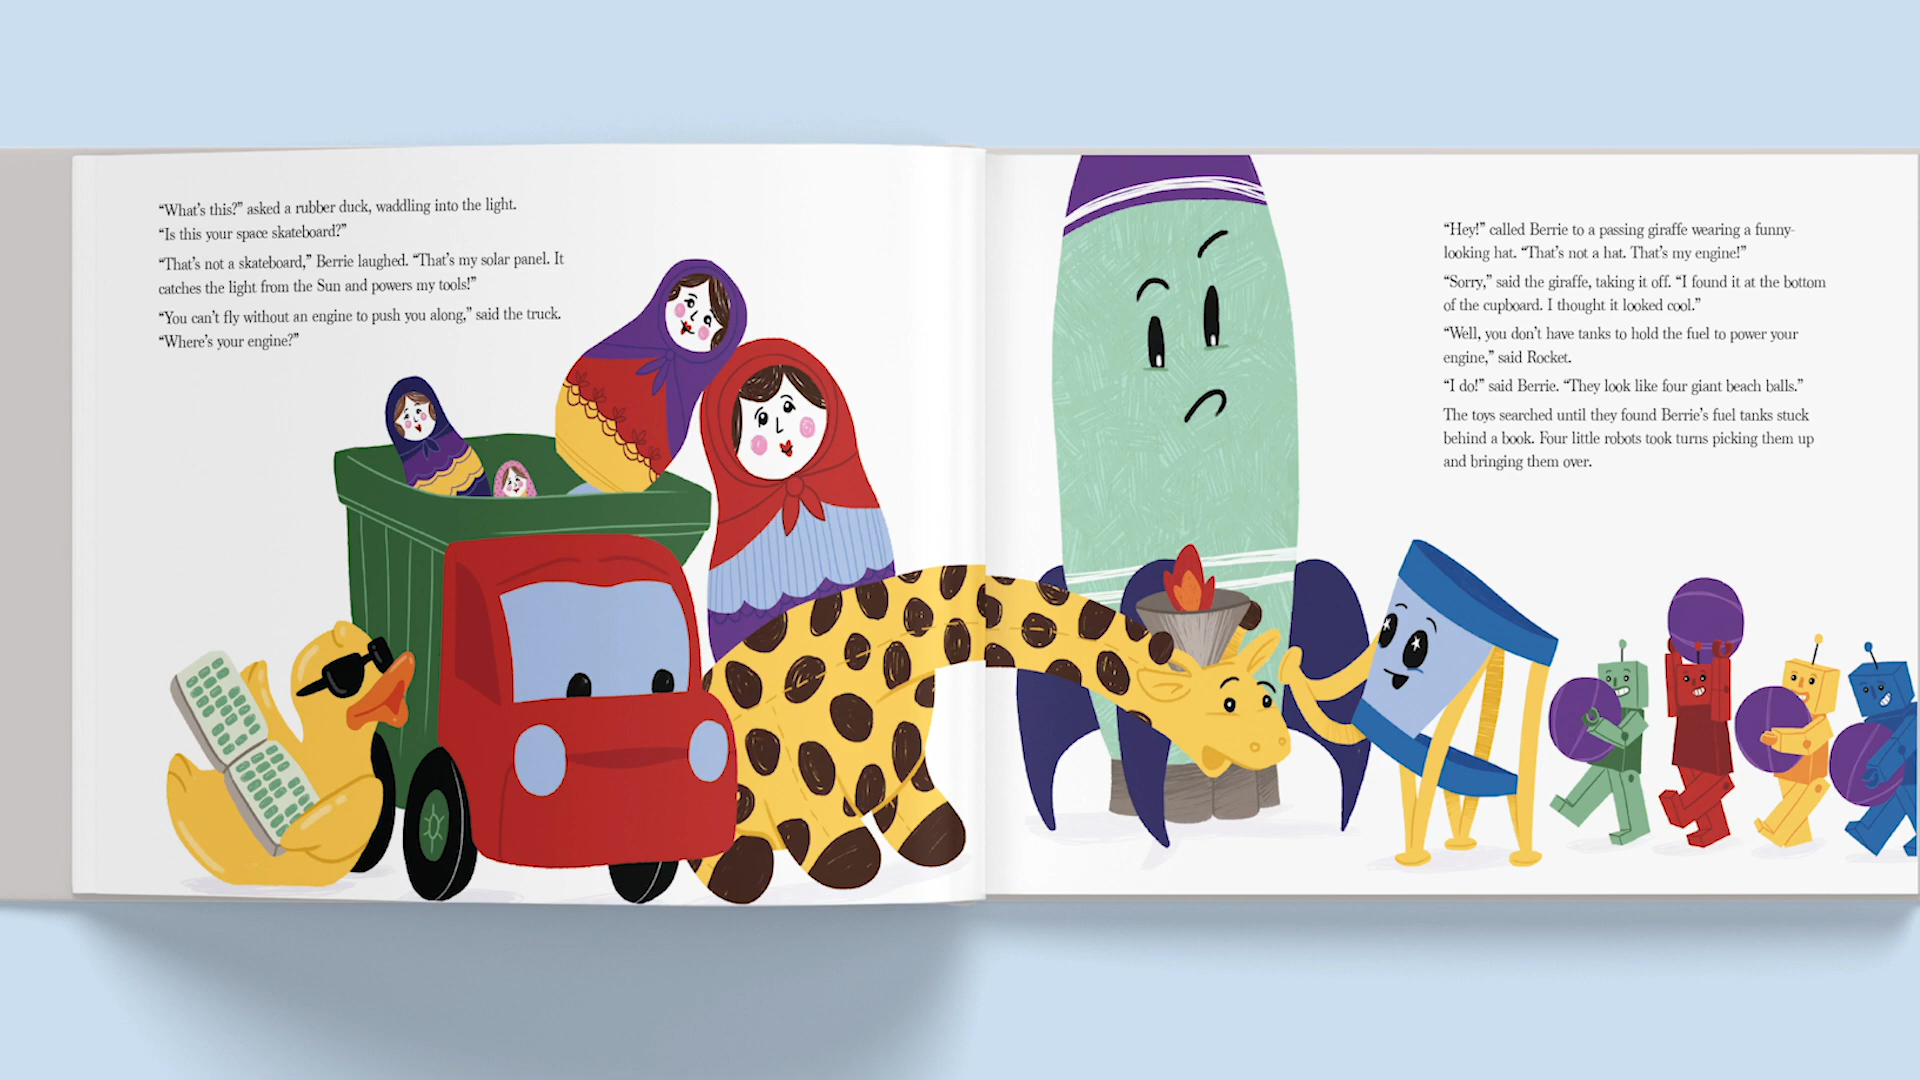 “What’s this?” asked a rubber duck, waddling into the light.
“Is this your space skateboard?”
“That’s not a skateboard,” Berrie laughed. “That’s my solar panel. It
catches the light from the Sun and powers my tools!”
“You can’t fly without an engine to push you along,” said the truck.
“Where’s your engine?”
“Hey!” called Berrie to a passing giraffe wearing a funny-
looking hat. “That’s not a hat. That’s my engine!”
“Sorry,” said the giraffe, taking it off. “I found it at the bottom
of the cupboard. I thought it looked cool.”
“Well, you don’t have tanks to hold the fuel to power your
engine,” said Rocket.
“I do!” said Berrie. “They look like four giant beach balls.”
The toys searched until they found Berrie’s fuel tanks stuck
behind a book. Four little robots took turns picking them up
and bringing them over.